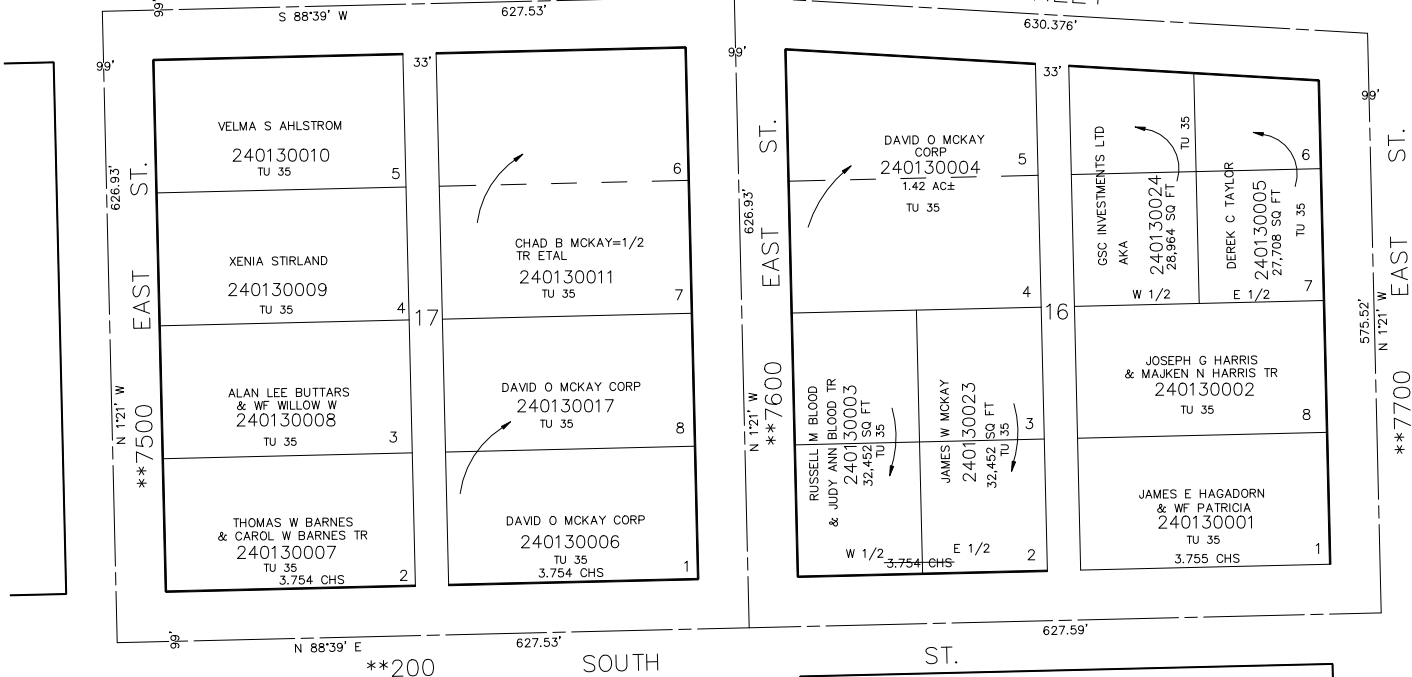 99'
S 88°39' W
627.53'
630.376'
99'
33'
99'
33'
99'
VELMA S AHLSTROM
240130010
TU 35
5
6
DAVID O MCKAY
CORP
240130004
1.42 AC±
TU 35
5
GSC INVESTMENTS LTD
AKA
240130024
28,964 SQ FT
TU 35
W 1/2
DEREK C TAYLOR
240130005
27,708 SQ FT
TU 35
E 1/2
6
7
626.93'
N 1°21' W
**7500 EAST ST.
XENIA STIRLAND
240130009
TU 35
4
17
CHAD B MCKAY=1/2
TR ETAL
240130011
TU 35
7
626.93'
N 1°21' W
**7600 EAST ST.
4
16
575.52'
N 1°21' W
**7700 EAST ST.
ALAN LEE BUTTARS
& WF WILLOW W
240130008
TU 35
3
DAVID O MCKAY CORP
240130017
TU 35
8
RUSSELL M BLOOD
& JUDY ANN BLOOD TR
240130003
32,452 SQ FT
TU 35
W 1/2
JAMES W MCKAY
240130023
32,452 SQ FT
TU 35
E 1/2
3
JOSEPH G HARRIS
& MAJKEN N HARRIS TR
240130002
TU 35
8
THOMAS W BARNES
& CAROL W BARNES TR
240130007
TU 35
3.754 CHS
2
DAVID O MCKAY CORP
240130006
TU 35
3.754 CHS
1
3.754 CHS
2
JAMES E HAGADORN
& WF PATRICIA
240130001
TU 35
3.755 CHS
1
99'
N 88°39' E
627.53'
627.59'
**200 SOUTH ST.